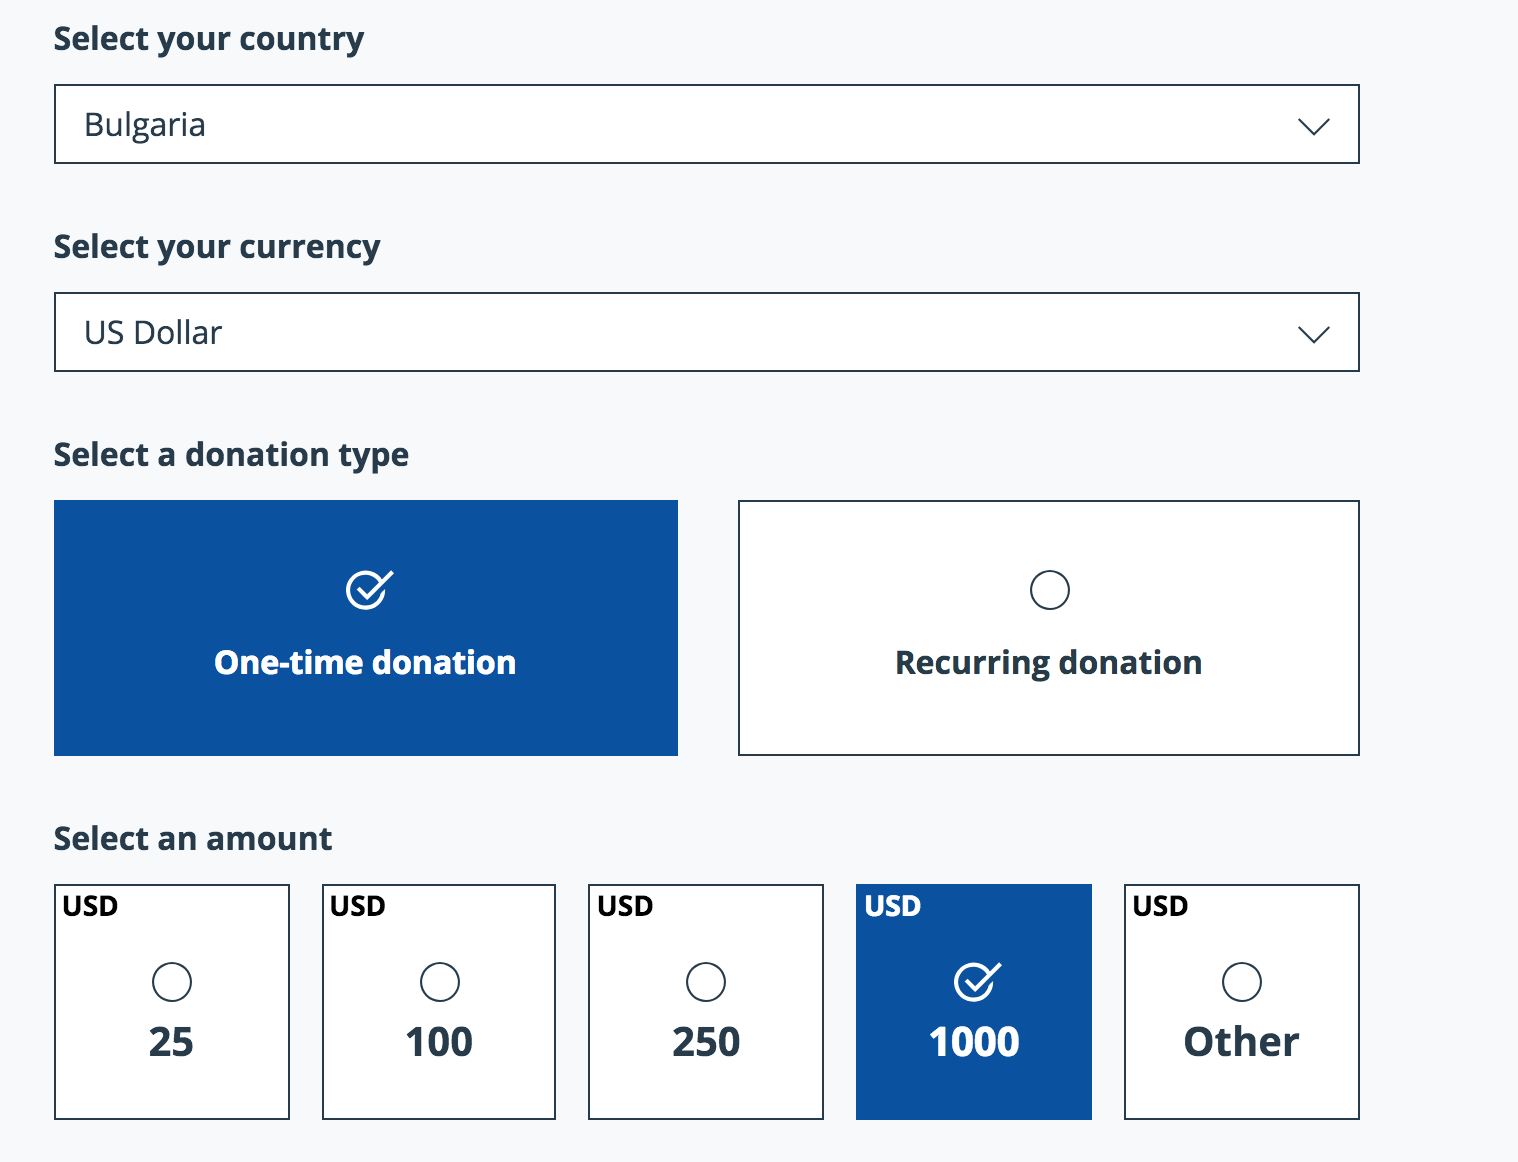 Select your country
Bulgaria
Select your currency
US Dollar
Select a donation type
One-time donation
Recurring donation
Select an amount
USD
25
USD
100
USD
250
USD
1000
USD
Other